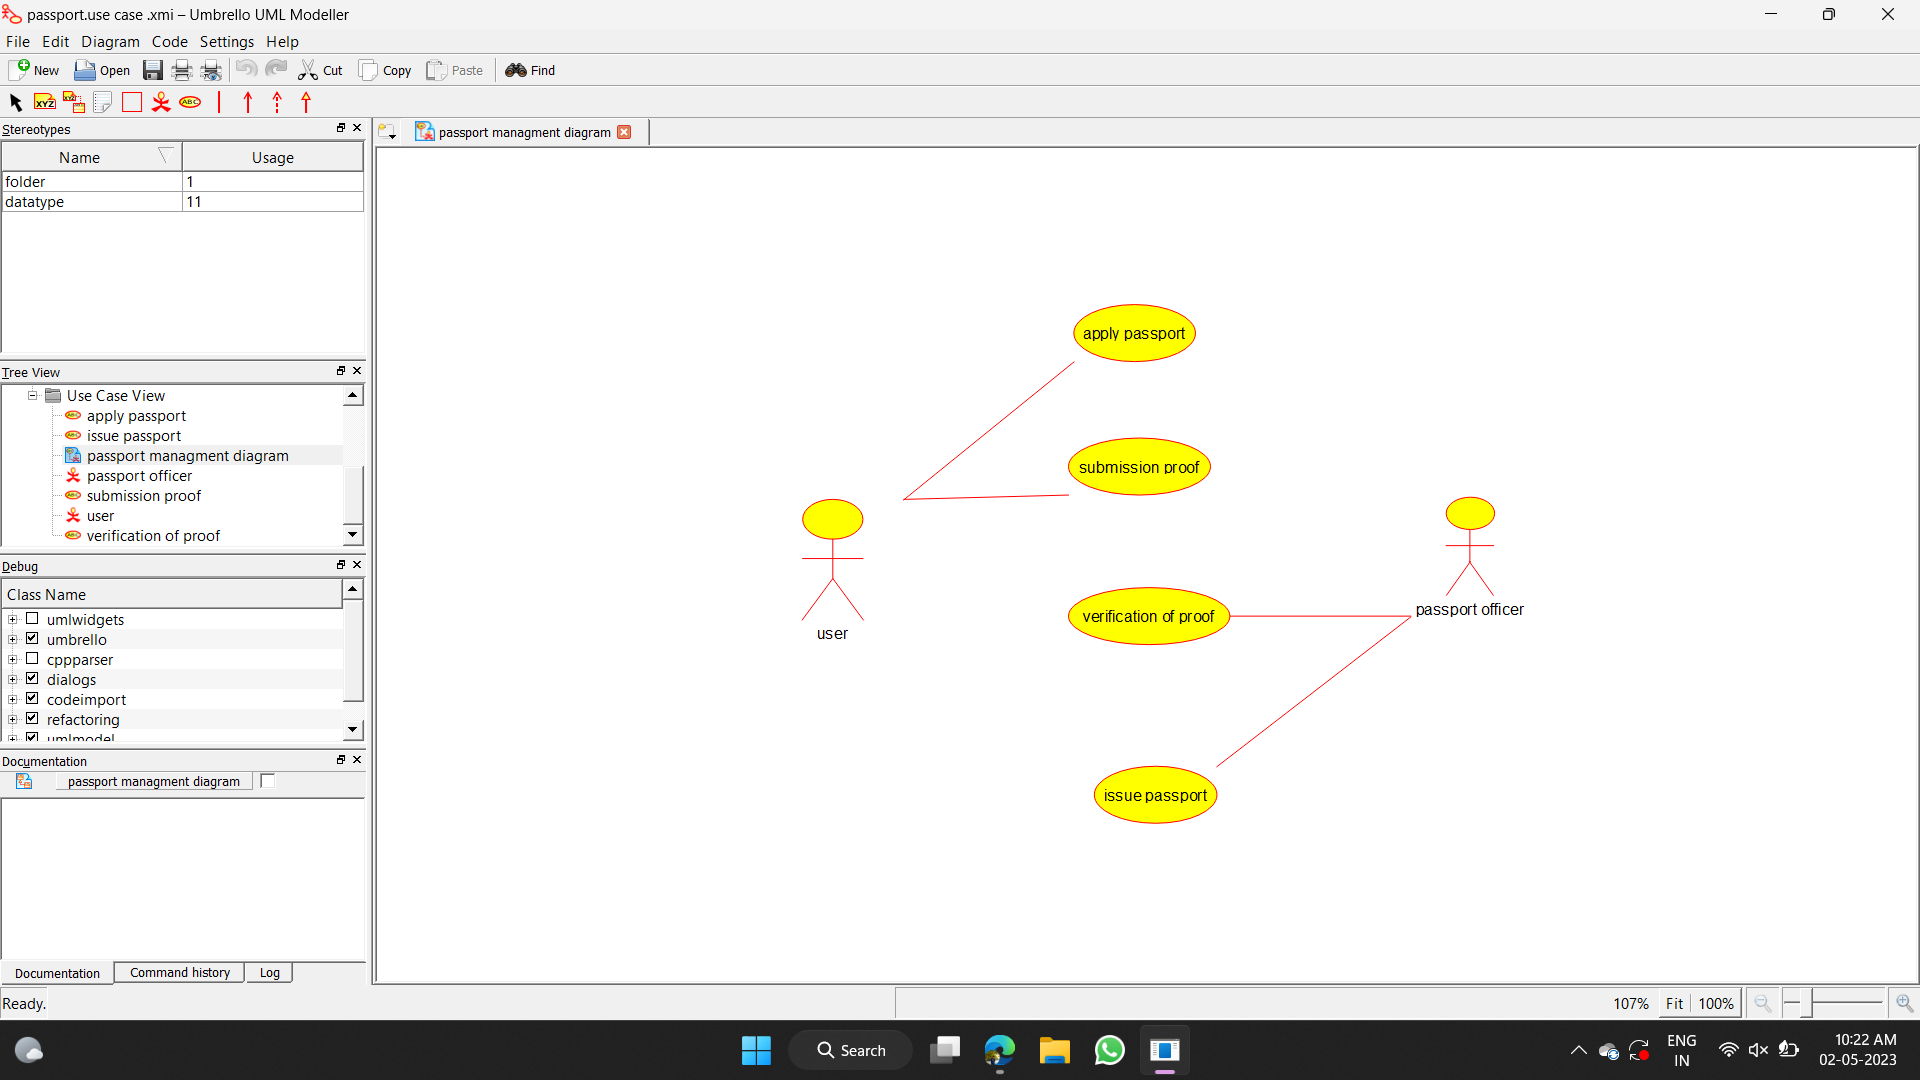 passport.use case .xmi – Umbrello UML Modeller
File Edit Diagram Code Settings Help
New Open Cut Copy Paste Find
XYZ XYZ ABC
Stereotypes
passport managment diagram
Name Usage
folder 1
datatype 11
Tree View
Use Case View
apply passport
issue passport
passport managment diagram
passport officer
submission proof
user
verification of proof
Debug
Class Name
umlwidgets
umbrello
cppparser
dialogs
codeimport
refactoring
umlmodel
Documentation
passport managment diagram
Documentation Command history Log
apply passport
submission proof
user
verification of proof
passport officer
issue passport
Ready.
107% Fit 100%
Search
ENG
IN
10:22 AM
02-05-2023